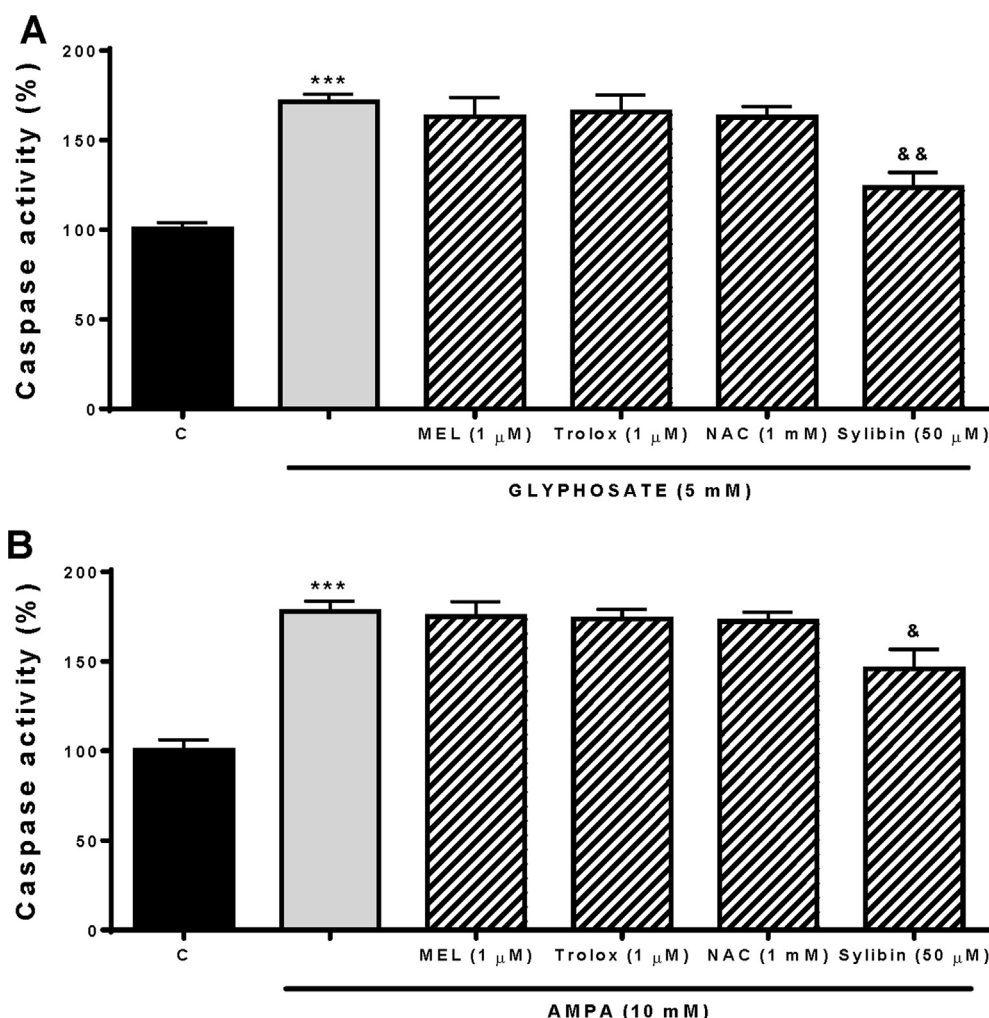 A
Caspase activity (%)
200
150
100
50
0
***
& &
C
MEL (1 μM) Trolox (1 μM) NAC (1 mM) Sylibin (50 μM)
GLYPHOSATE (5 mM)
B
Caspase activity (%)
200
150
100
50
0
***
&
C
MEL (1 μM) Trolox (1 μM) NAC (1 mM) Sylibin (50 μM)
AMPA (10 mM)